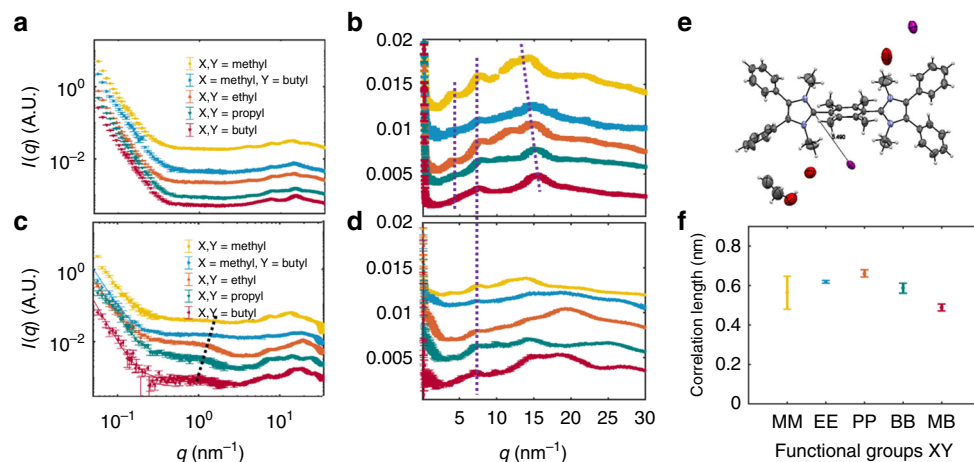 a
I(q) (A.U.)
10⁰
10⁻²
X,Y = methyl
X = methyl, Y = butyl
X,Y = ethyl
X,Y = propyl
X,Y = butyl
b
0.02
0.015
0.01
0.005
c
I(q) (A.U.)
10⁰
10⁻²
X,Y = methyl
X = methyl, Y = butyl
X,Y = ethyl
X,Y = propyl
X,Y = butyl
10⁻¹ 10⁰ 10¹
q (nm⁻¹)
d
0.02
0.015
0.01
0.005
5 10 15 20 25 30
q (nm⁻¹)
e
f
Correlation length (nm)
0.8
0.6
0.4
0.2
0
MM EE PP BB MB
Functional groups XY